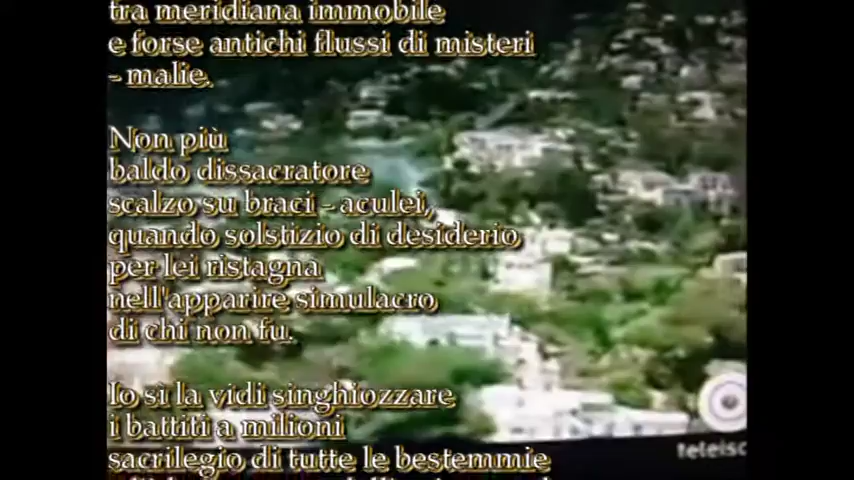 tra meridiana immobile
e forse antichi flussi di misteri
- malie.
Non più
baldo dissacratore
scalzo su braci - aculei,
quando solstizio di desiderio
per lei ristagna
nell'apparire simulacro
di chi non fu.
Io sì la vidi singhiozzare
i battiti a milioni
sacrilegio di tutte le bestemmie
teleisc